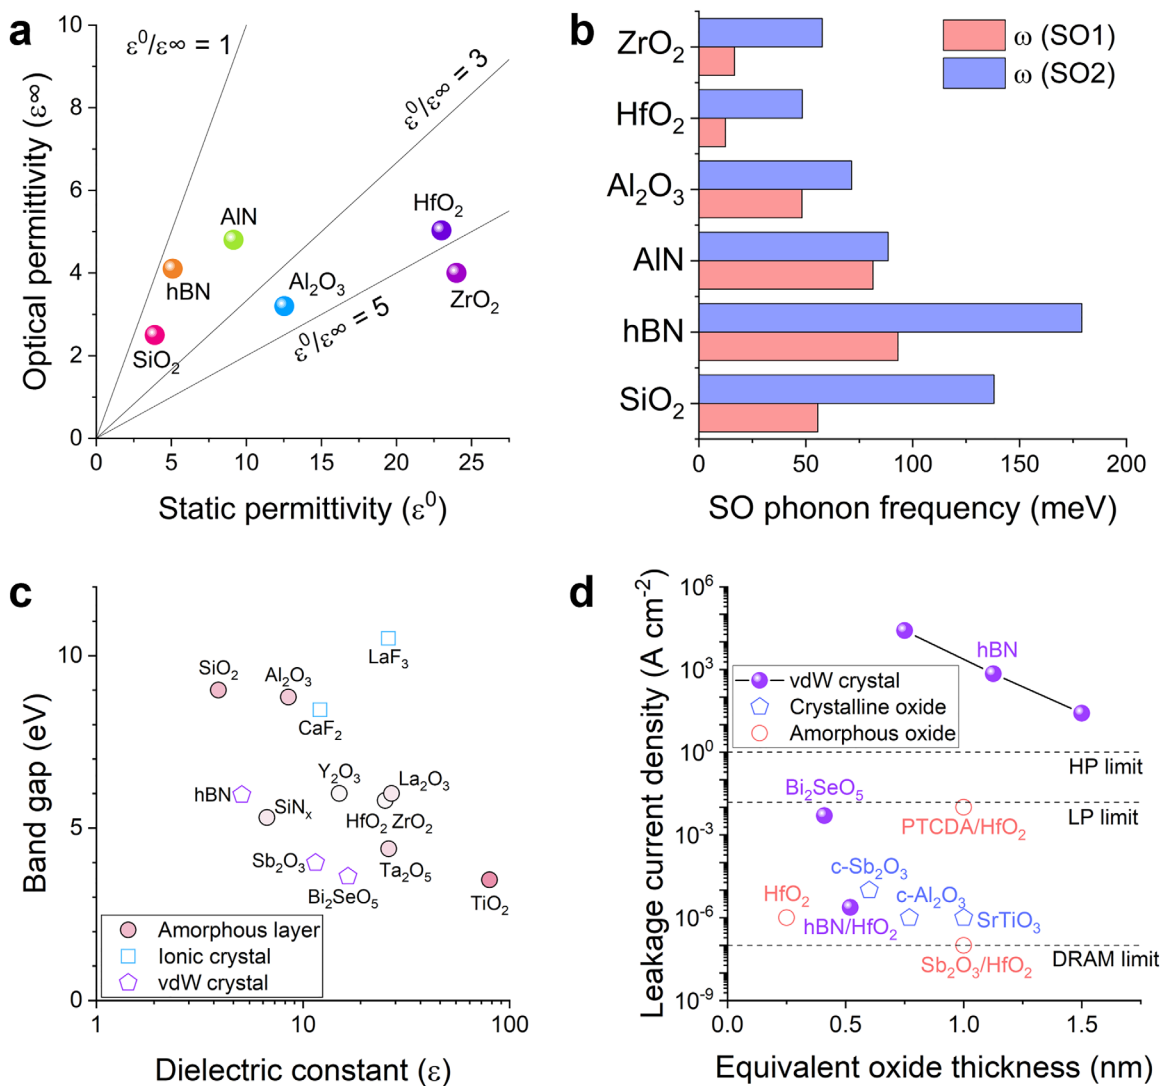 a
ε⁰/ε∞ = 1
ε⁰/ε∞ = 3
ε⁰/ε∞ = 5
HfO₂
AlN
hBN
Al₂O₃
ZrO₂
SiO₂
10
8
6
4
2
0
0 5 10 15 20 25
Optical permittivity (ε∞)
Static permittivity (ε⁰)
b
ω (SO1)
ω (SO2)
ZrO₂
HfO₂
Al₂O₃
AlN
hBN
SiO₂
0 50 100 150 200
SO phonon frequency (meV)
c
LaF₃
SiO₂
Al₂O₃
CaF₂
Y₂O₃
La₂O₃
hBN
SiNₓ
HfO₂ ZrO₂
Sb₂O₃
Ta₂O₅
Bi₂SeO₅
TiO₂
Amorphous layer
Ionic crystal
vdW crystal
10
5
0
1 10 100
Band gap (eV)
Dielectric constant (ε)
d
hBN
vdW crystal
Crystalline oxide
Amorphous oxide
HP limit
Bi₂SeO₅
LP limit
PTCDA/HfO₂
c-Sb₂O₃
HfO₂
c-Al₂O₃
hBN/HfO₂
SrTiO₃
DRAM limit
Sb₂O₃/HfO₂
10⁶
10³
10⁰
10⁻³
10⁻⁶
10⁻⁹
0.0 0.5 1.0 1.5
Leakage current density (A cm⁻²)
Equivalent oxide thickness (nm)